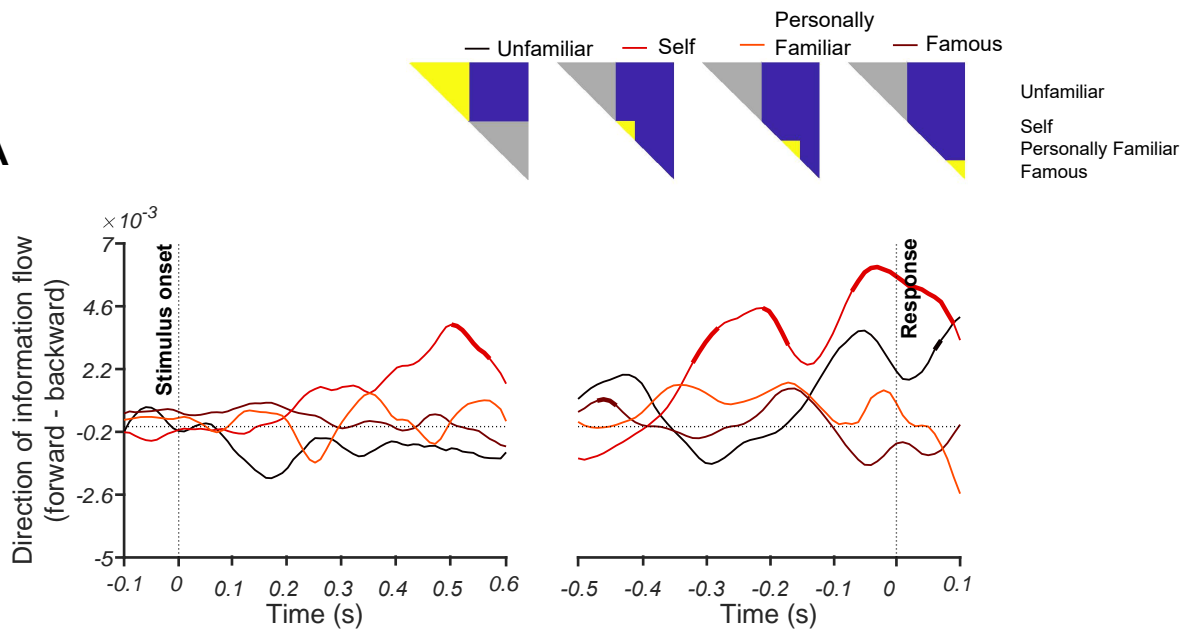 Personally
Unfamiliar Self Familiar Famous
Unfamiliar
Self
Personally Familiar
Famous
A
×10⁻³
7
4.6
2.2
-0.2
-2.6
-5
Direction of information flow
(forward - backward)
Stimulus onset
Response
-0.1 0 0.1 0.2 0.3 0.4 0.5 0.6
Time (s)
-0.5 -0.4 -0.3 -0.2 -0.1 0 0.1
Time (s)